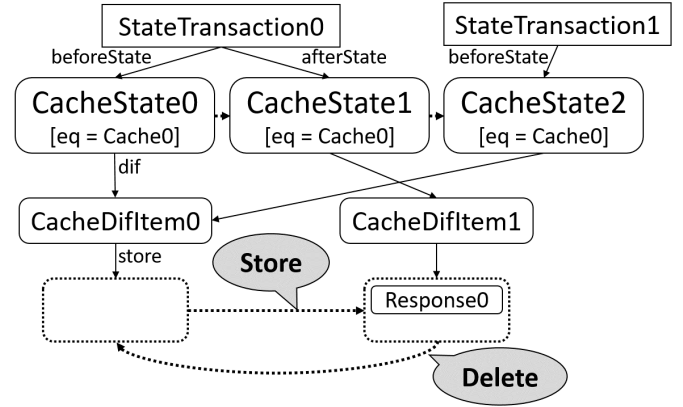 StateTransaction0
StateTransaction1
beforeState
afterState
beforeState
CacheState0
[eq = Cache0]
CacheState1
[eq = Cache0]
CacheState2
[eq = Cache0]
dif
CacheDifItem0
CacheDifItem1
store
Store
Response0
Delete